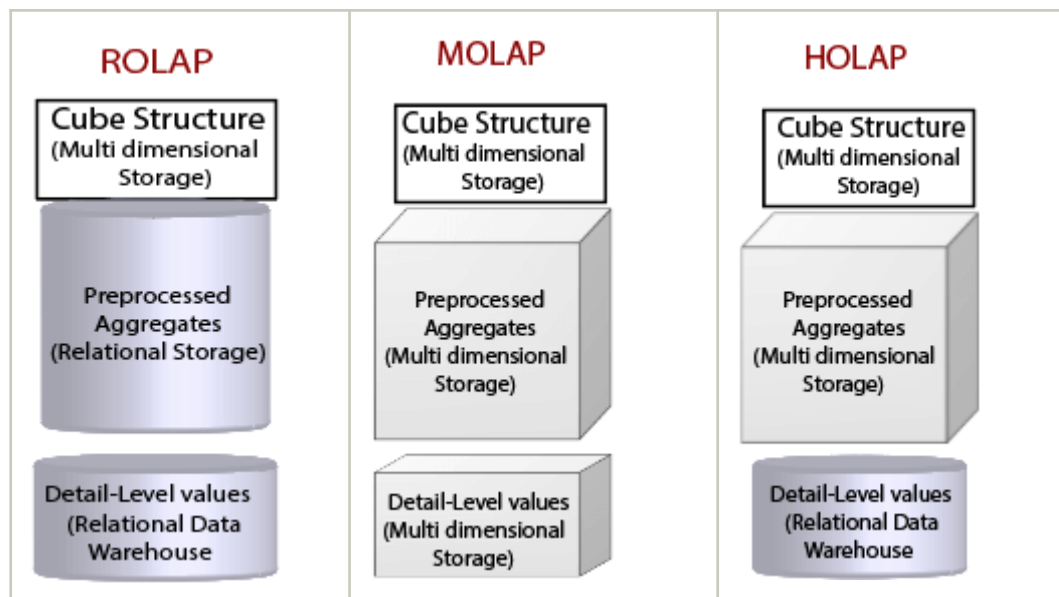 ROLAP
Cube Structure
(Multi dimensional
Storage)
Preprocessed
Aggregates
(Relational Storage)
Detail-Level values
(Relational Data
Warehouse
MOLAP
Cube Structure
(Multi dimensional
Storage)
Preprocessed
Aggregates
(Multi dimensional
Storage)
Detail-Level values
(Multi dimensional
Storage)
HOLAP
Cube Structure
(Multi dimensional
Storage)
Preprocessed
Aggregates
(Multi dimensional
Storage)
Detail-Level values
(Relational Data
Warehouse